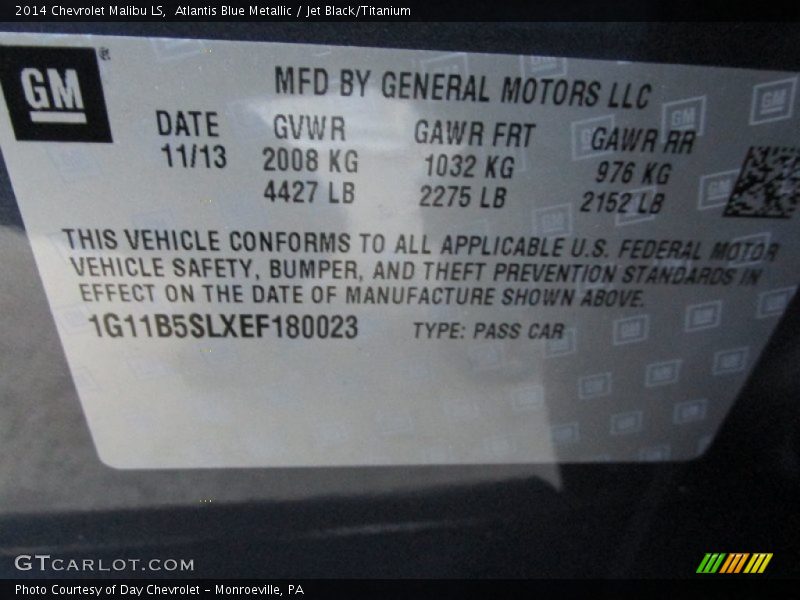 2014 Chevrolet Malibu LS,  Atlantis Blue Metallic / Jet Black/Titanium
GM®
MFD BY GENERAL MOTORS LLC
DATE GVWR GAWR FRT GAWR RR
11/13 2008 KG 1032 KG 976 KG
4427 LB 2275 LB 2152 LB
THIS VEHICLE CONFORMS TO ALL APPLICABLE U.S. FEDERAL MOTOR
VEHICLE SAFETY, BUMPER, AND THEFT PREVENTION STANDARDS IN
EFFECT ON THE DATE OF MANUFACTURE SHOWN ABOVE.
1G11B5SLXEF180023 TYPE: PASS CAR
GTCARLOT.COM
Photo Courtesy of Day Chevrolet - Monroeville, PA